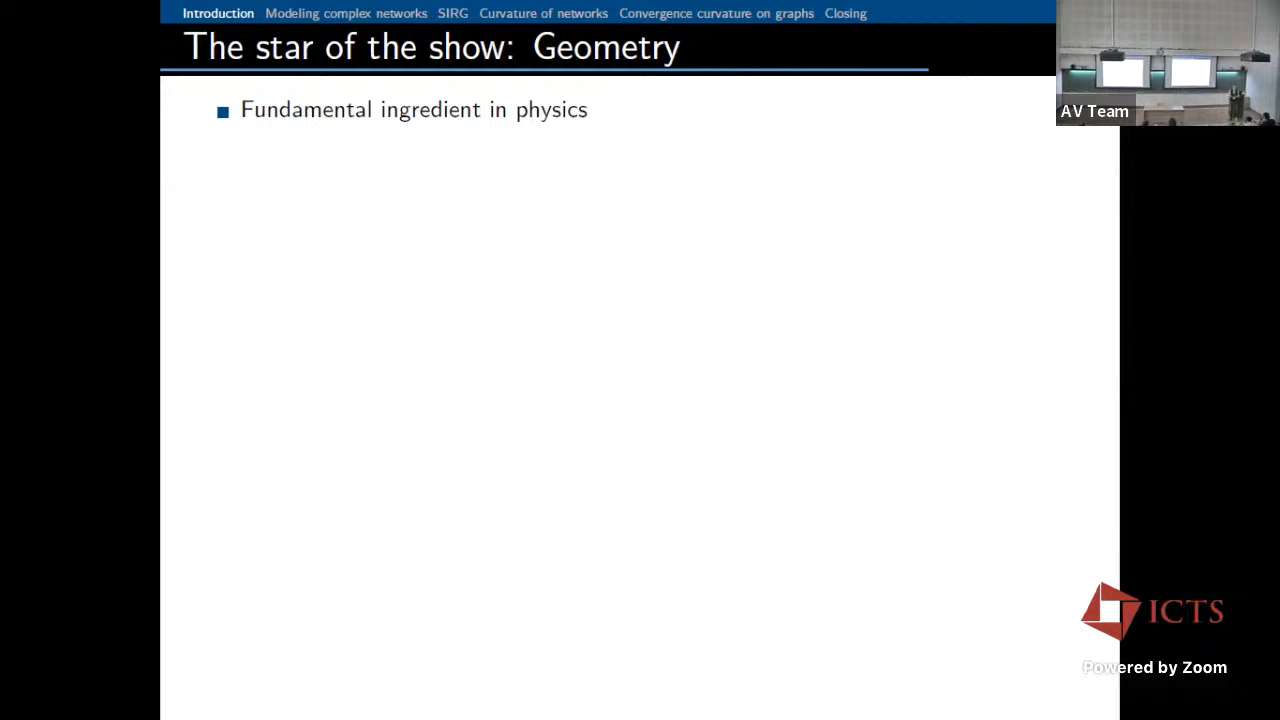 Introduction Modeling complex networks SIRG Curvature of networks Convergence curvature on graphs Closing
The star of the show: Geometry
Fundamental ingredient in physics
AV Team
ICTS
Powered by Zoom